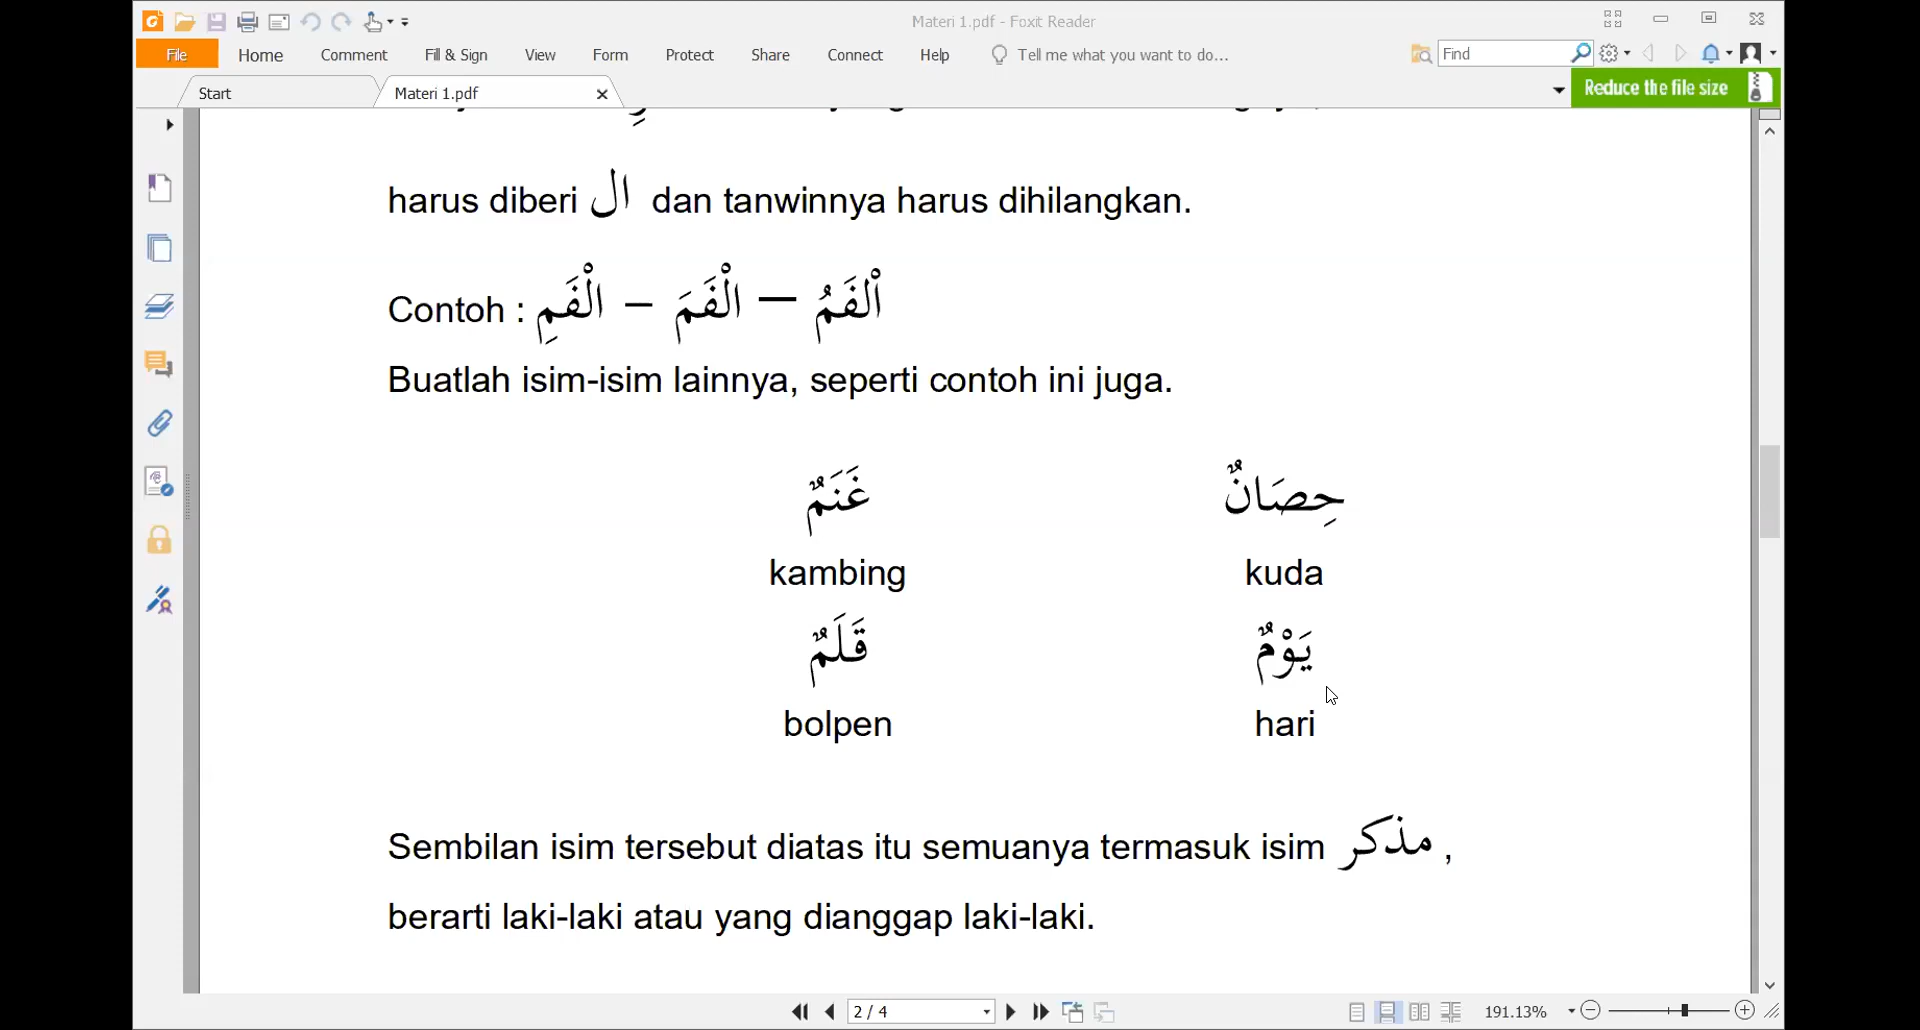 Materi 1.pdf - Foxit Reader
File Home Comment Fill & Sign View Form Protect Share Connect Help Tell me what you want to do... Find
Start Materi 1.pdf Reduce the file size
harus diberi ال dan tanwinnya harus dihilangkan.
Contoh : اْلفَمُ – الْفَمَ – الْفَمِ
Buatlah isim-isim lainnya, seperti contoh ini juga.
غَنَمٌ حِصَانٌ
kambing kuda
قَلَمٌ يَوْمٌ
bolpen hari
Sembilan isim tersebut diatas itu semuanya termasuk isim مذكر ,
berarti laki-laki atau yang dianggap laki-laki.
2 / 4 191.13%